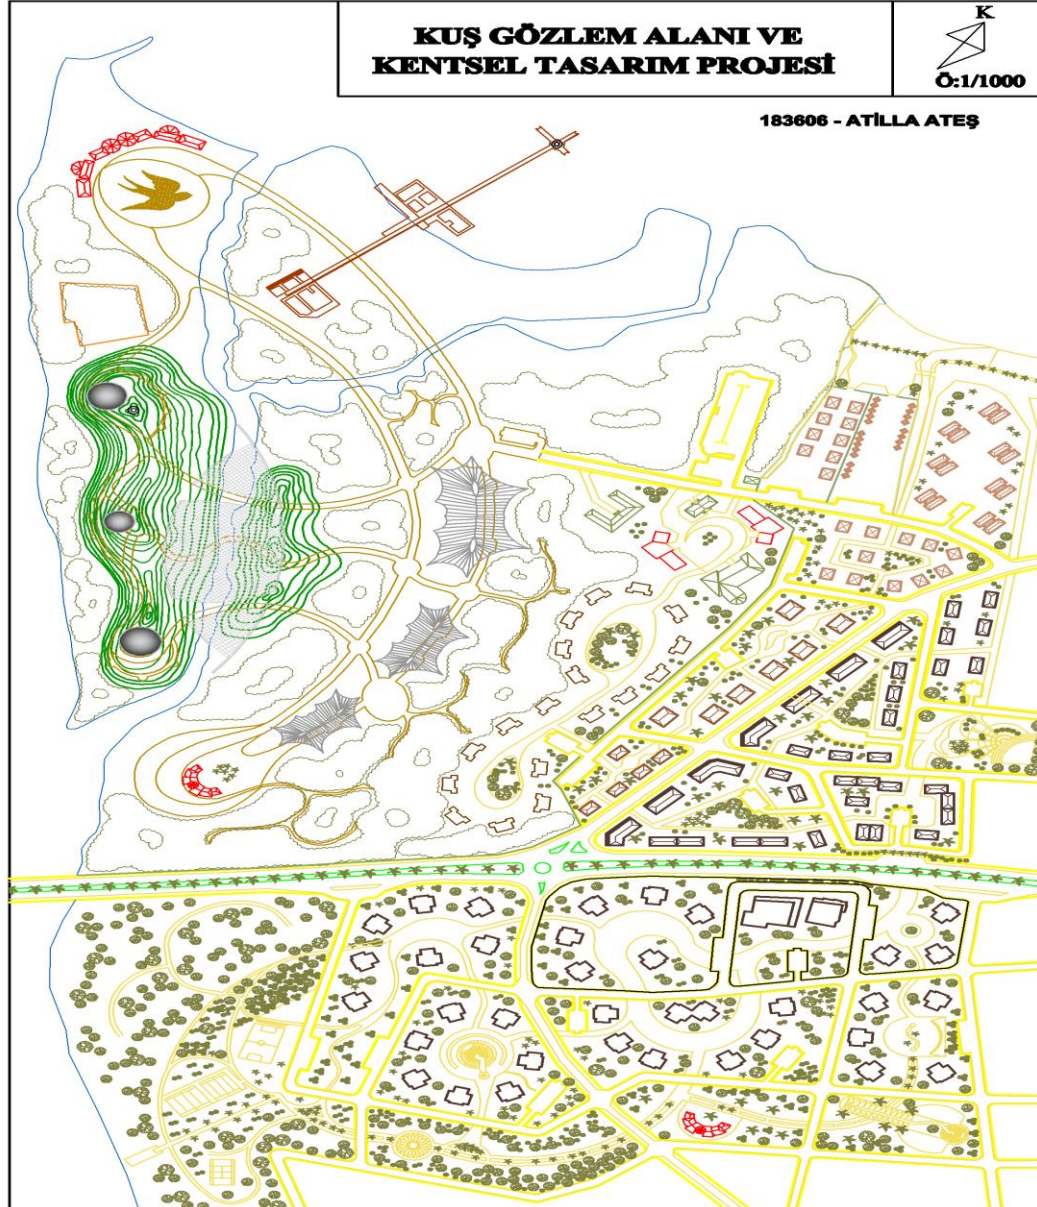 KUŞ GÖZLEM ALANI VE
KENTSEL TASARIM PROJESİ
K
Ö:1/1000
183606 - ATİLLA ATEŞ